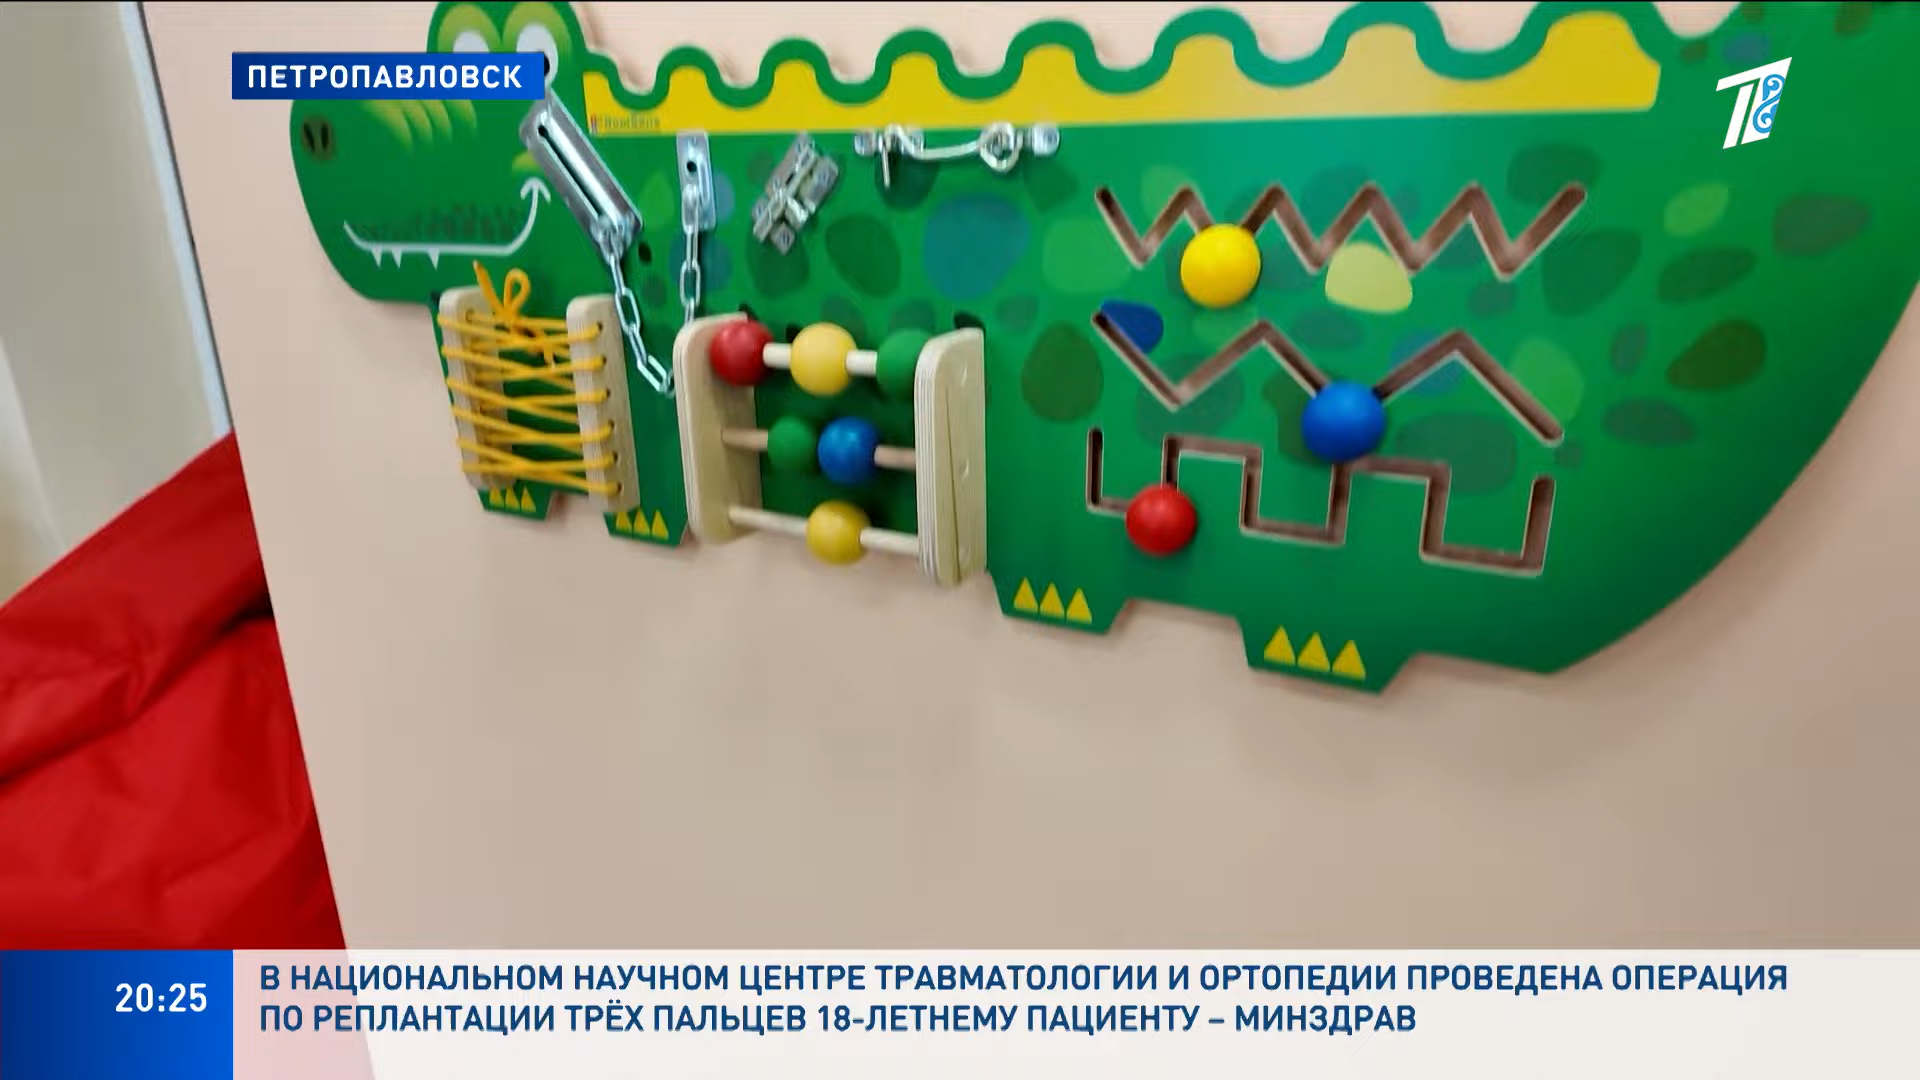 ПЕТРОПАВЛОВСК
20:25
В НАЦИОНАЛЬНОМ НАУЧНОМ ЦЕНТРЕ ТРАВМАТОЛОГИИ И ОРТОПЕДИИ ПРОВЕДЕНА ОПЕРАЦИЯ
ПО РЕПЛАНТАЦИИ ТРЁХ ПАЛЬЦЕВ 18-ЛЕТНЕМУ ПАЦИЕНТУ – МИНЗДРАВ